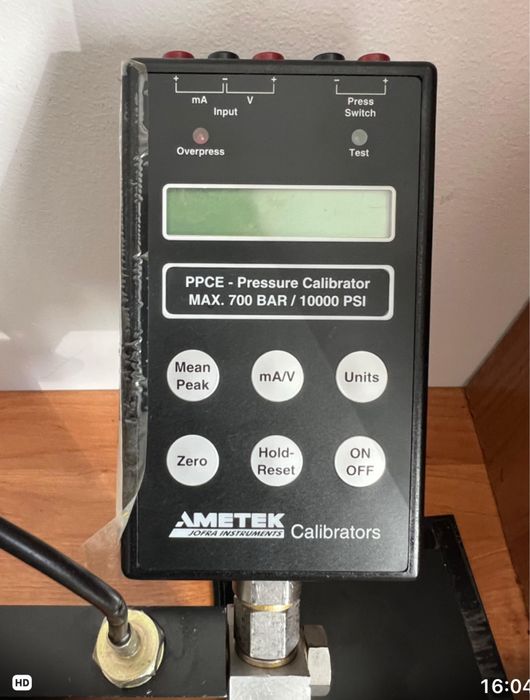 + - +
mA V
Input
- +
Press
Switch
Overpress
Test
PPCE - Pressure Calibrator
MAX. 700 BAR / 10000 PSI
Mean
Peak
mA/V
Units
Zero
Hold-
Reset
ON
OFF
AMETEK
JOFRA INSTRUMENTS
Calibrators
HD
16:04